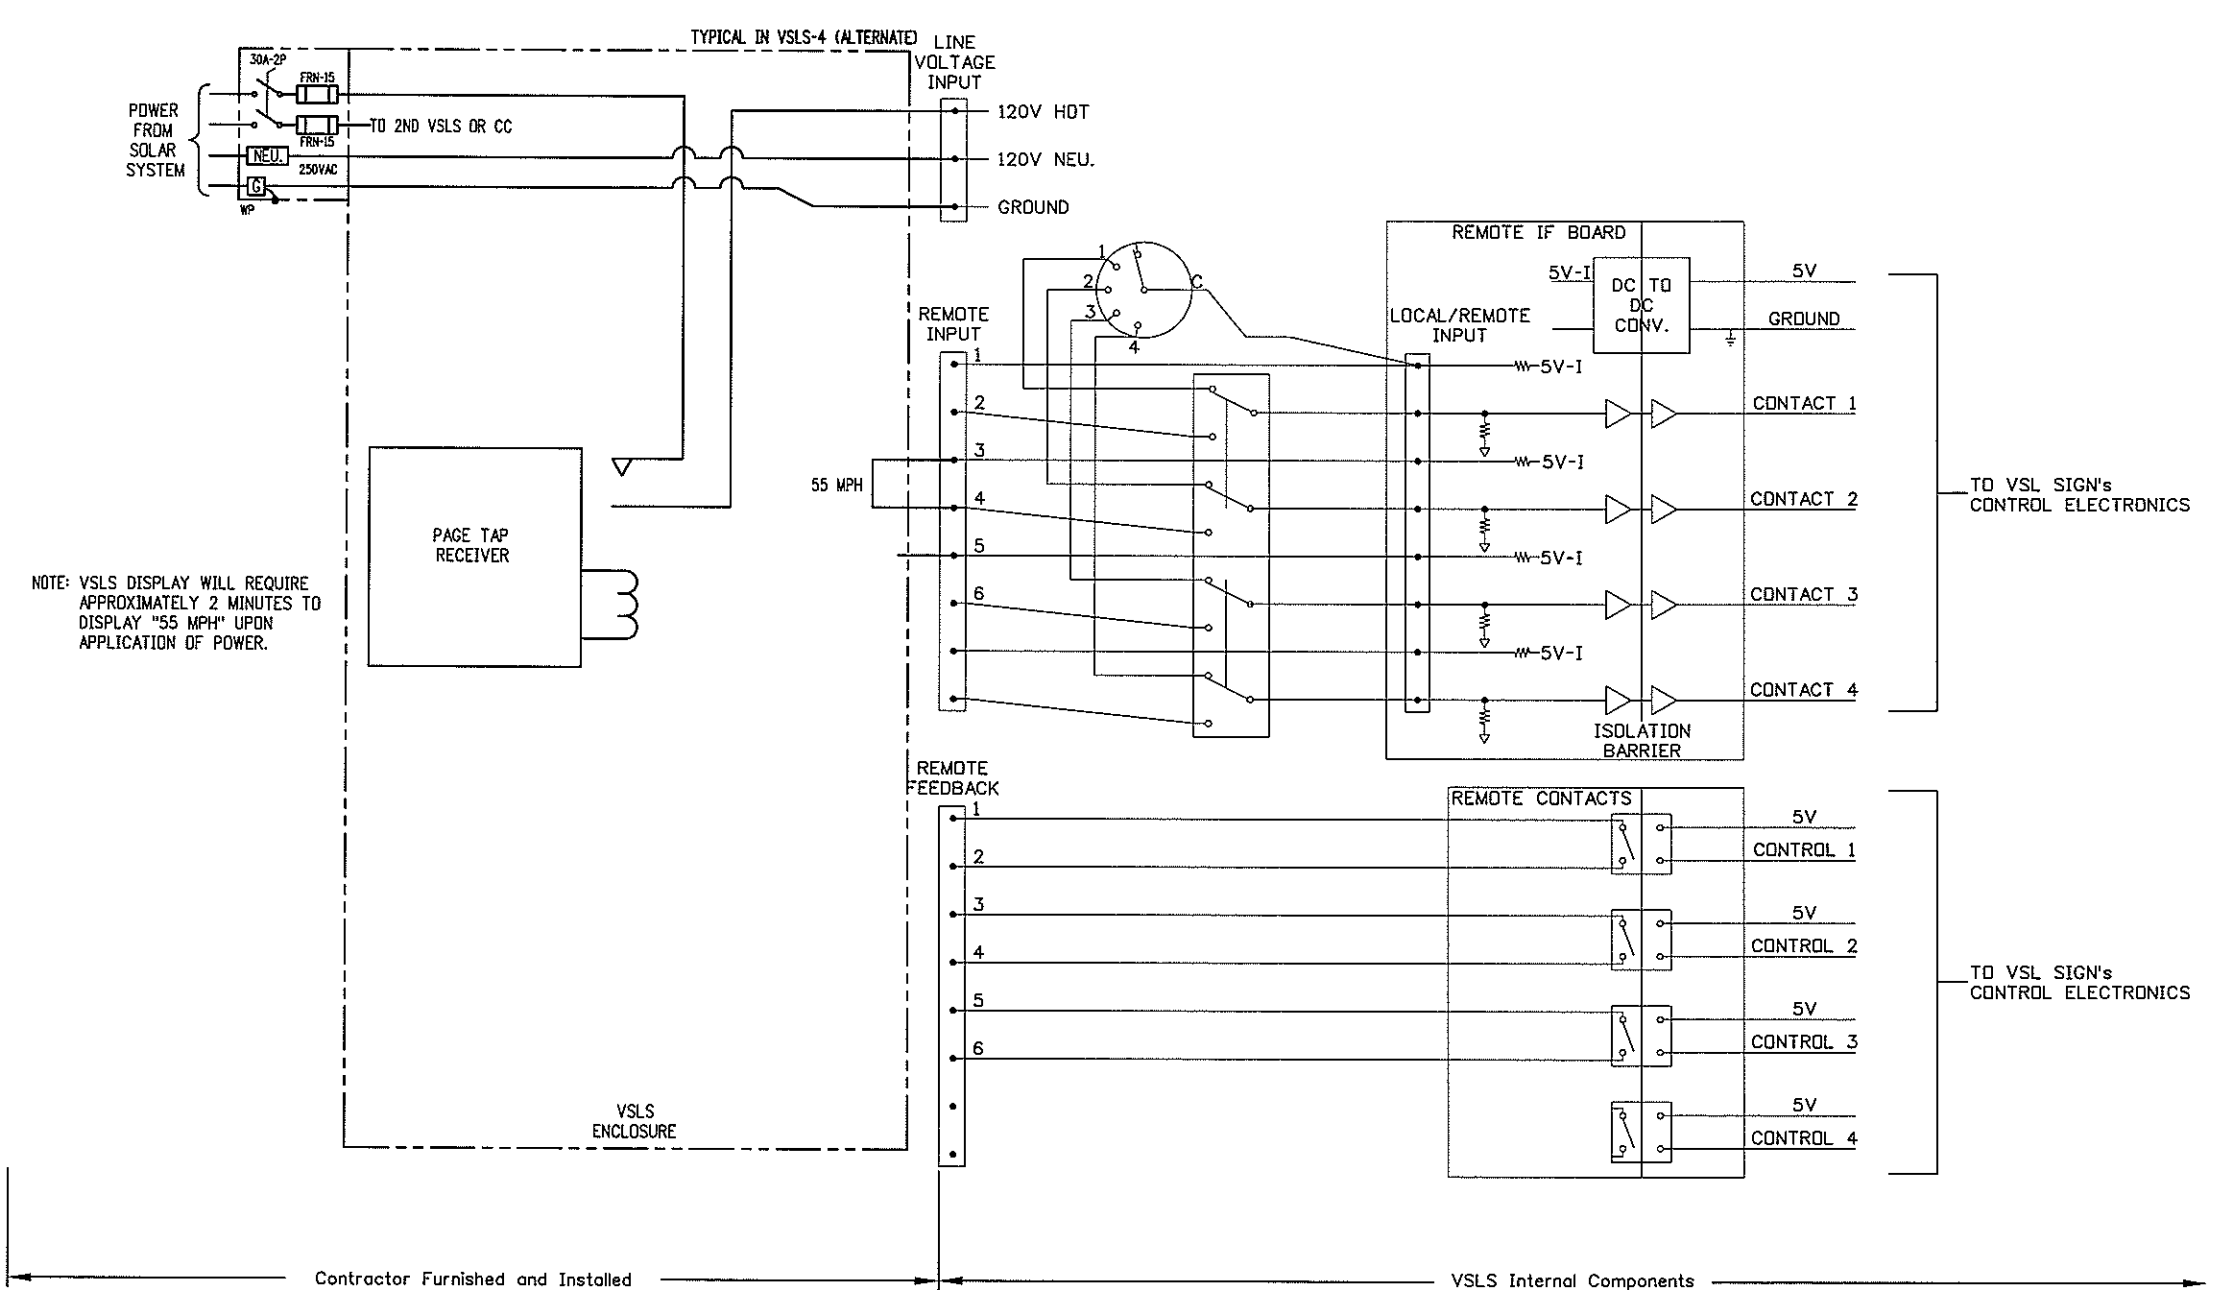 TYPICAL IN VSLS-4 (ALTERNATE)
30A-2P
FRN-15
POWER
FROM
SOLAR
SYSTEM
TO 2ND VSLS OR CC
FRN-15
NEU.
250VAC
G
WP
LINE
VOLTAGE
INPUT
120V HOT
120V NEU.
GROUND
PAGE TAP
RECEIVER
NOTE: VSLS DISPLAY WILL REQUIRE
APPROXIMATELY 2 MINUTES TO
DISPLAY "55 MPH" UPON
APPLICATION OF POWER.
55 MPH
VSLS
ENCLOSURE
REMOTE
INPUT
1
2
3
4
5
6
1
2
3
4
C
REMOTE IF BOARD
5V-I
DC TO
DC
CONV.
5V
GROUND
LOCAL/REMOTE
INPUT
5V-I
CONTACT 1
5V-I
CONTACT 2
5V-I
CONTACT 3
5V-I
CONTACT 4
ISOLATION
BARRIER
TO VSL SIGN's
CONTROL ELECTRONICS
REMOTE
FEEDBACK
1
2
3
4
5
6
REMOTE CONTACTS
5V
CONTROL 1
5V
CONTROL 2
5V
CONTROL 3
5V
CONTROL 4
TO VSL SIGN's
CONTROL ELECTRONICS
Contractor Furnished and Installed
VSLS Internal Components